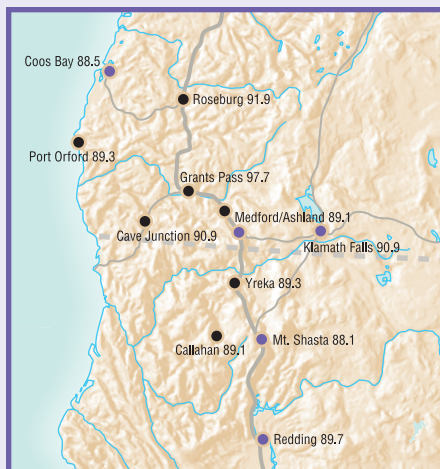 Coos Bay 88.5
Roseburg 91.9
Port Orford 89.3
Grants Pass 97.7
Medford/Ashland 89.1
Cave Junction 90.9
Klamath Falls 90.9
Yreka 89.3
Callahan 89.1
Mt. Shasta 88.1
Redding 89.7